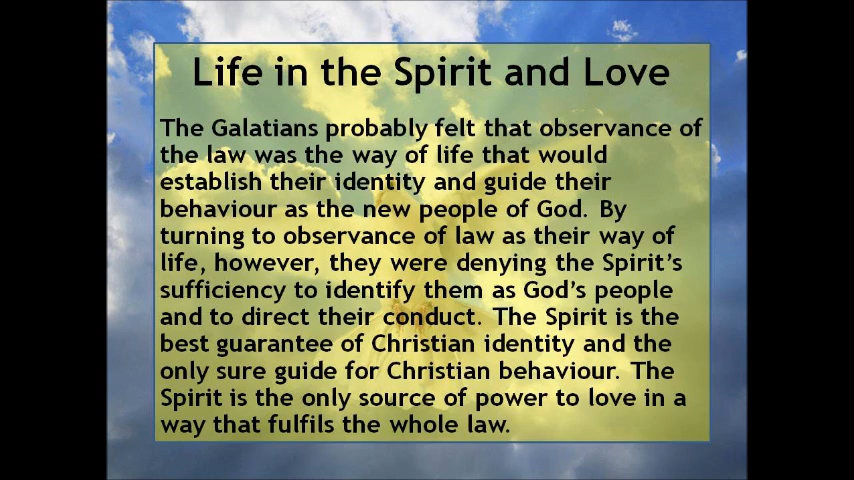 Life in the Spirit and Love
The Galatians probably felt that observance of
the law was the way of life that would
establish their identity and guide their
behaviour as the new people of God. By
turning to observance of law as their way of
life, however, they were denying the Spirit’s
sufficiency to identify them as God’s people
and to direct their conduct. The Spirit is the
best guarantee of Christian identity and the
only sure guide for Christian behaviour. The
Spirit is the only source of power to love in a
way that fulfils the whole law.